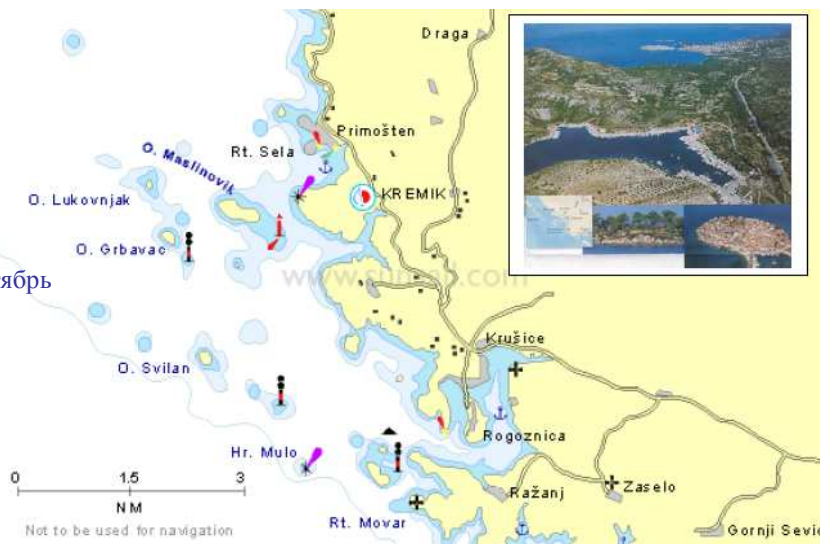 Draga
Primošten
Rt. Sela
O. Maslinovik
O. Lukovnjak
KREMIK
O. Grbavac
www.sunsail.com
ябрь
Krušice
O. Svilan
Rogoznica
Hr. Mulo
0 1.5 3
NM
Ražanj
Zaselo
Rt. Movar
Not to be used for navigation
Gornji Sevic